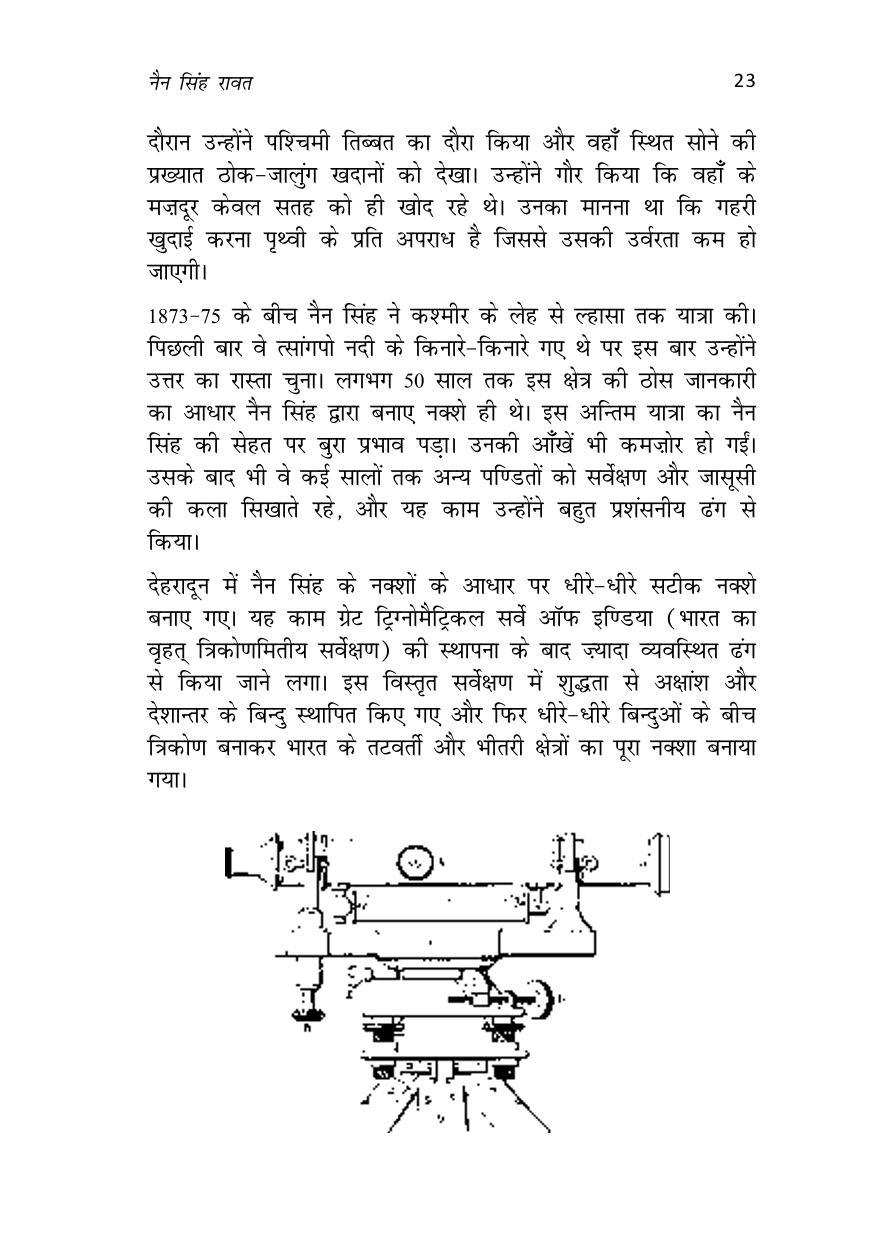 नैन सिंह रावत 23
दौरान उन्होंने पश्चिमी तिब्बत का दौरा किया और वहाँ स्थित सोने की
प्रख्यात ठोक-जालुंग खदानों को देखा। उन्होंने गौर किया कि वहाँ के
मज़दूर केवल सतह को ही खोद रहे थे। उनका मानना था कि गहरी
खुदाई करना पृथ्वी के प्रति अपराध है जिससे उसकी उर्वरता कम हो
जाएगी।
1873-75 के बीच नैन सिंह ने कश्मीर के लेह से ल्हासा तक यात्रा की।
पिछली बार वे त्सांगपो नदी के किनारे-किनारे गए थे पर इस बार उन्होंने
उत्तर का रास्ता चुना। लगभग 50 साल तक इस क्षेत्र की ठोस जानकारी
का आधार नैन सिंह द्वारा बनाए नक्शे ही थे। इस अन्तिम यात्रा का नैन
सिंह की सेहत पर बुरा प्रभाव पड़ा। उनकी आँखें भी कमज़ोर हो गईं।
उसके बाद भी वे कई सालों तक अन्य पण्डितों को सर्वेक्षण और जासूसी
की कला सिखाते रहे, और यह काम उन्होंने बहुत प्रशंसनीय ढंग से
किया।
देहरादून में नैन सिंह के नक्शों के आधार पर धीरे-धीरे सटीक नक्शे
बनाए गए। यह काम ग्रेट ट्रिग्नोमैट्रिकल सर्वे ऑफ इण्डिया (भारत का
वृहत् त्रिकोणमितीय सर्वेक्षण) की स्थापना के बाद ज़्यादा व्यवस्थित ढंग
से किया जाने लगा। इस विस्तृत सर्वेक्षण में शुद्धता से अक्षांश और
देशान्तर के बिन्दु स्थापित किए गए और फिर धीरे-धीरे बिन्दुओं के बीच
त्रिकोण बनाकर भारत के तटवर्ती और भीतरी क्षेत्रों का पूरा नक्शा बनाया
गया।